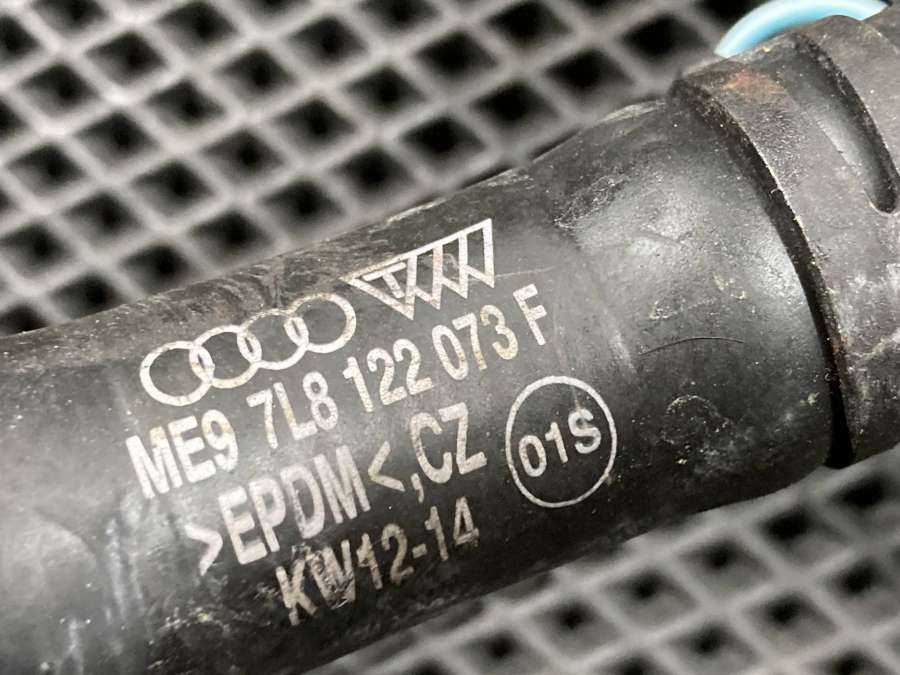 ME9 7L8 122 073 F
>EPDM<,CZ
01S
KW12-14